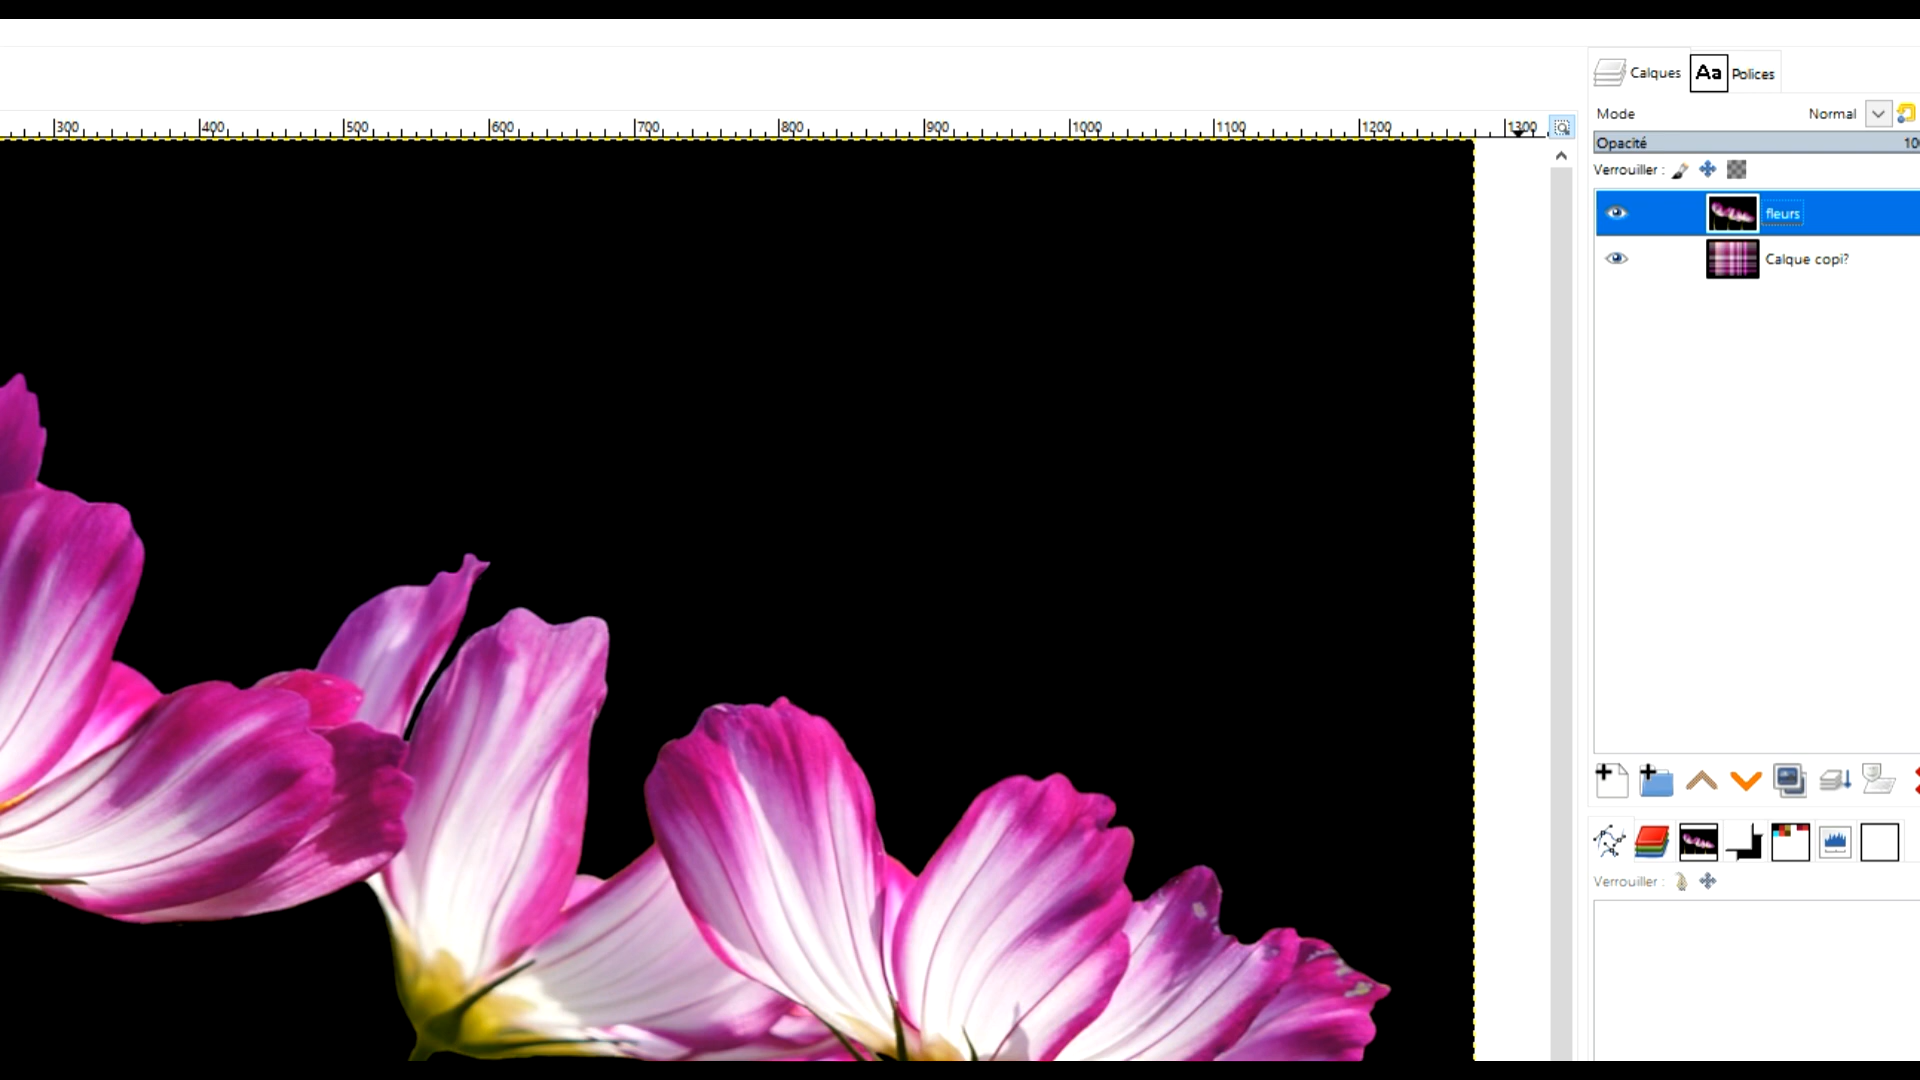 Calques Aa Polices
Mode Normal
300 400 500 600 700 800 900 1000 1100 1200 1300
Opacité 10
Verrouiller :
fleurs
Calque copi?
Verrouiller :